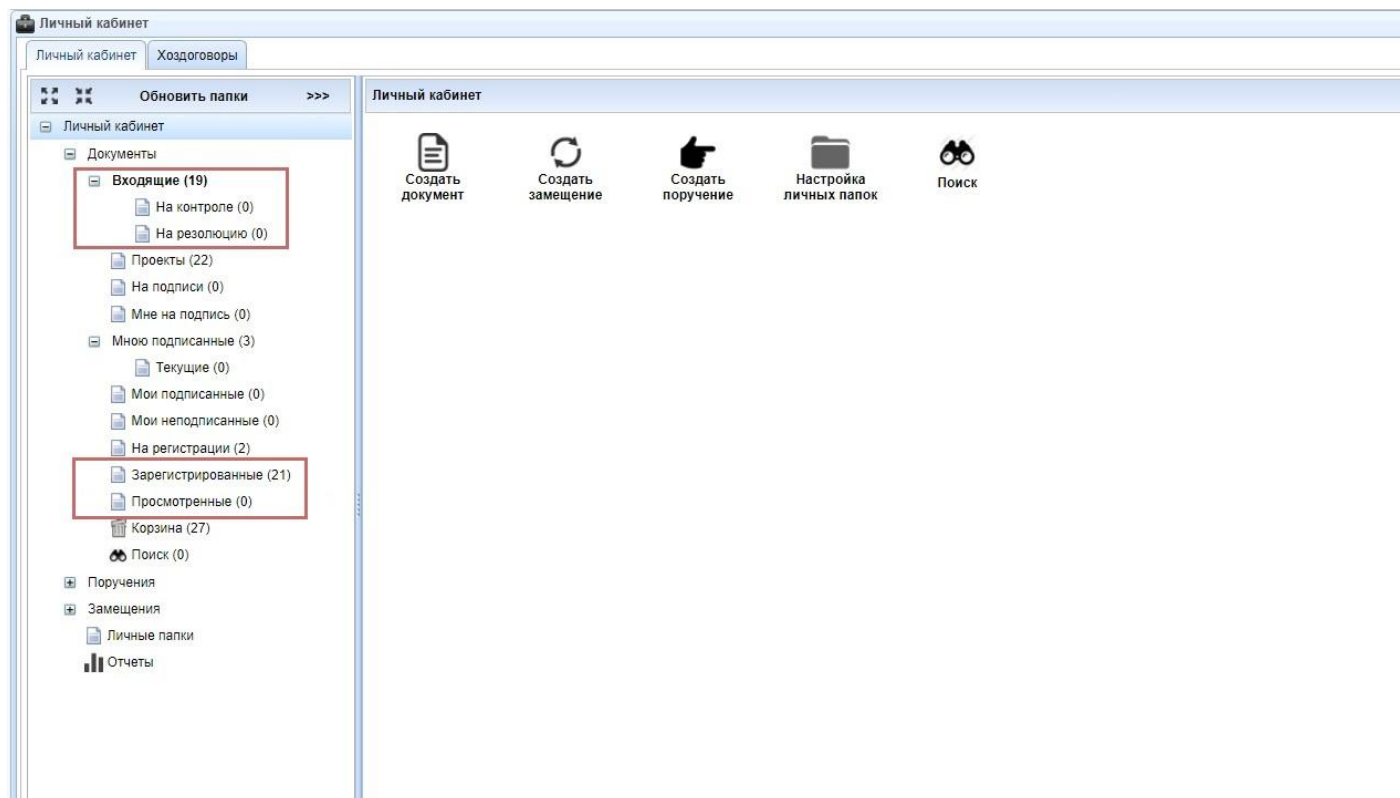 Личный кабинет
Личный кабинет Хоздоговоры
Обновить папки >>>
Личный кабинет
Документы
Входящие (19)
На контроле (0)
На резолюцию (0)
Проекты (22)
На подписи (0)
Мне на подпись (0)
Мною подписанные (3)
Текущие (0)
Мои подписанные (0)
Мои неподписанные (0)
На регистрации (2)
Зарегистрированные (21)
Просмотренные (0)
Корзина (27)
Поиск (0)
Поручения
Замещения
Личные папки
Отчеты
Личный кабинет
Создать
документ
Создать
замещение
Создать
поручение
Настройка
личных папок
Поиск